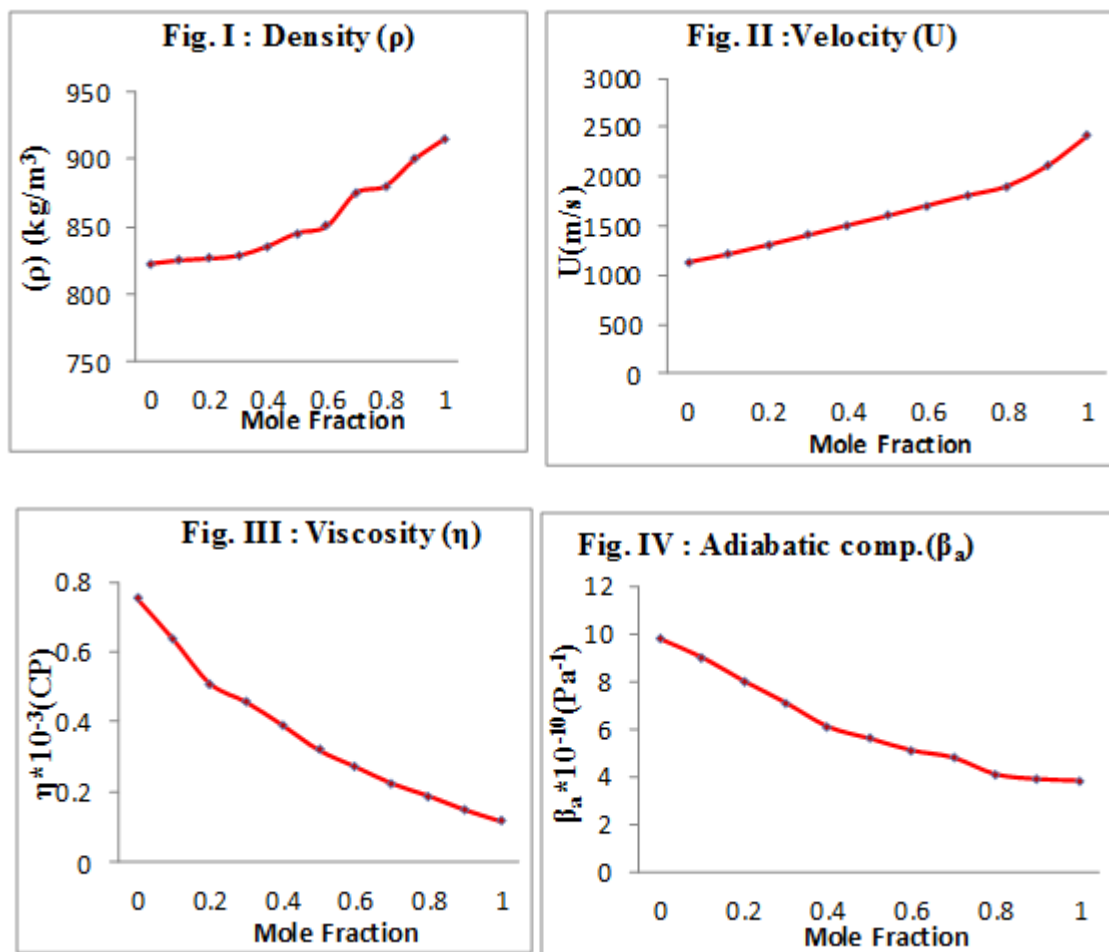 Fig. I : Density (ρ)
950
900
850
800
750
(ρ) (kg/m³)
0 0.2 0.4 0.6 0.8 1
Mole Fraction
Fig. II :Velocity (U)
3000
2500
2000
1500
1000
500
0
U(m/s)
0 0.2 0.4 0.6 0.8 1
Mole Fraction
Fig. III : Viscosity (η)
0.8
0.6
0.4
0.2
0
η*10⁻³(CP)
0 0.2 0.4 0.6 0.8 1
Mole Fraction
Fig. IV : Adiabatic comp.(βₐ)
12
10
8
6
4
2
0
βₐ*10⁻¹⁰(Pa⁻¹)
0 0.2 0.4 0.6 0.8 1
Mole Fraction